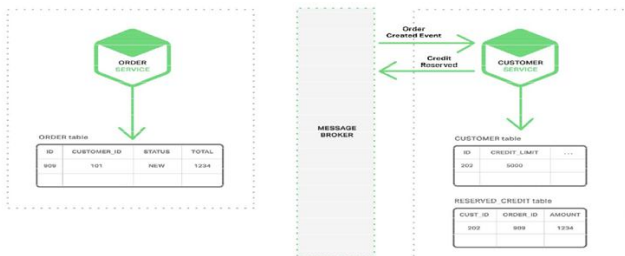 ORDER
SERVICE
ORDER table
ID CUSTOMER_ID STATUS TOTAL
909 101 NEW 1234
MESSAGE
BROKER
Order
Created Event
Credit
Reserved
CUSTOMER
SERVICE
CUSTOMER table
ID CREDIT_LIMIT ...
202 5000
RESERVED_CREDIT table
CUST_ID ORDER_ID AMOUNT
202 909 1234